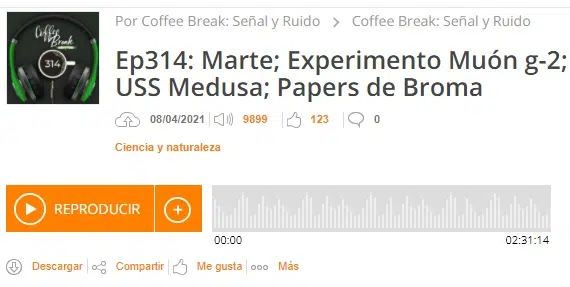 Por Coffee Break: Señal y Ruido > Coffee Break: Señal y Ruido
Coffee Break
314
Ep314: Marte; Experimento Muón g-2;
USS Medusa; Papers de Broma
08/04/2021 9899 123 0
Ciencia y naturaleza
REPRODUCIR
00:00 02:31:14
Descargar Compartir Me gusta Más